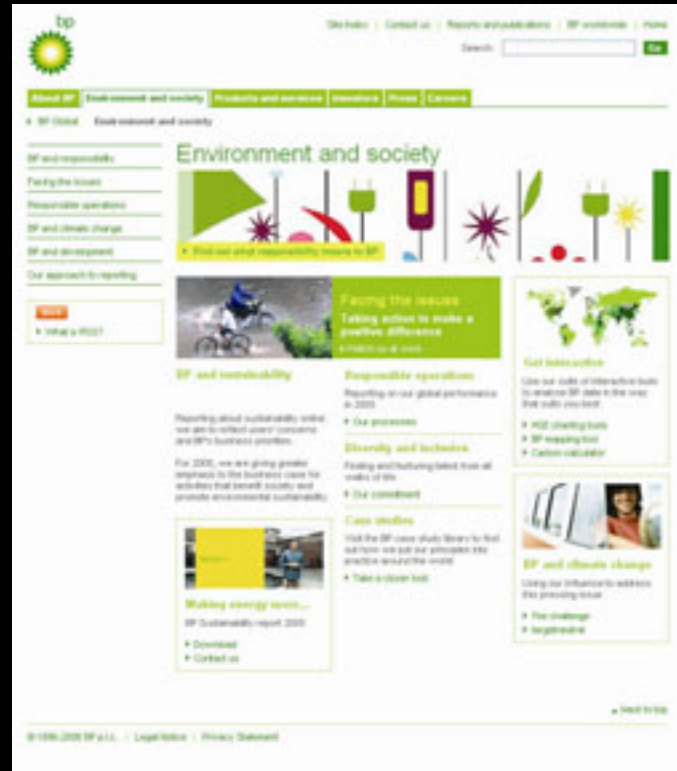 bp
Site Index | Contact us | Reports and publications | BP worldwide | Home
Search: Go
About BP Environment and society Products and services Investors Press Careers
BP Global Environment and society
BP and responsibility
Facing the issues
Responsible operations
BP and climate change
BP and development
Our approach to reporting
What is RSS?
Environment and society
Find out what responsibility means to BP
Facing the issues
Taking action to make a
positive difference
BP and sustainability
Reporting about sustainability online
we aim to reflect users' concerns
and BP's business priorities.
For 2005, we are giving greater
emphasis to the business case for
activities that benefit society and
promote environmental sustainability
Making energy more...
BP Sustainability report 2005
Download
Contact us
Responsible operations
Reporting on our global performance
in 2005
Our processes
Diversity and inclusion
Finding and nurturing talent from all
walks of life
Our commitment
Case studies
Visit the BP case study library to find
out how we put our principles into
practice around the world
Take a closer look
Get interactive
Use our suite of interactive tools
to analyse BP data in the way
that suits you best
HSE charting tools
BP mapping tool
Carbon calculator
BP and climate change
Using our influence to address
this pressing issue
The challenge
targetneutral
Back to top
BP p.l.c. | Legal Notice | Privacy Statement